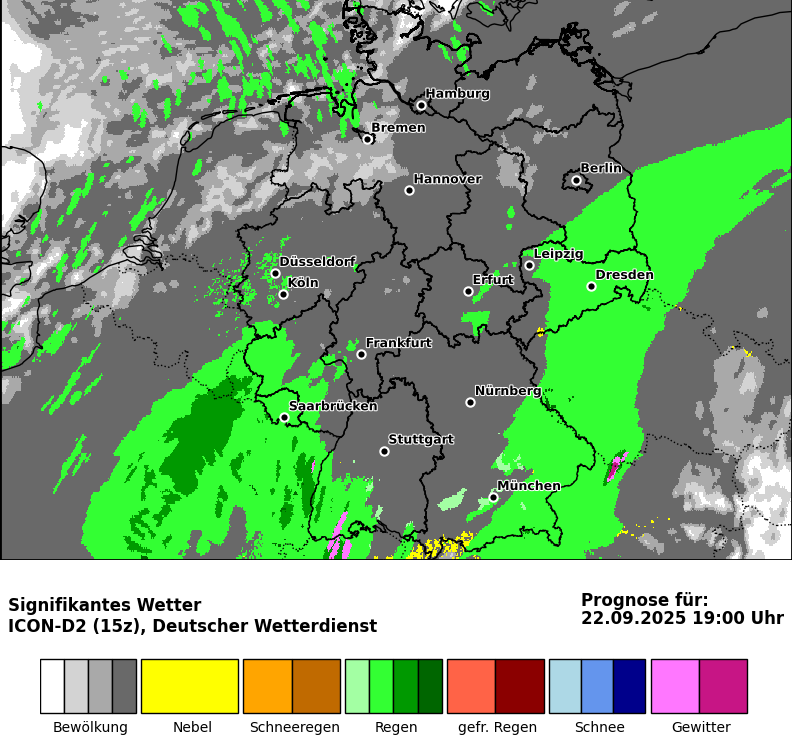 Hamburg
Bremen
Berlin
Hannover
Leipzig
Düsseldorf
Dresden
Köln
Erfurt
Frankfurt
Nürnberg
Saarbrücken
Stuttgart
München
Signifikantes Wetter
ICON-D2 (15z), Deutscher Wetterdienst
Prognose für:
22.09.2025 19:00 Uhr
Bewölkung
Nebel
Schneeregen
Regen
gefr. Regen
Schnee
Gewitter